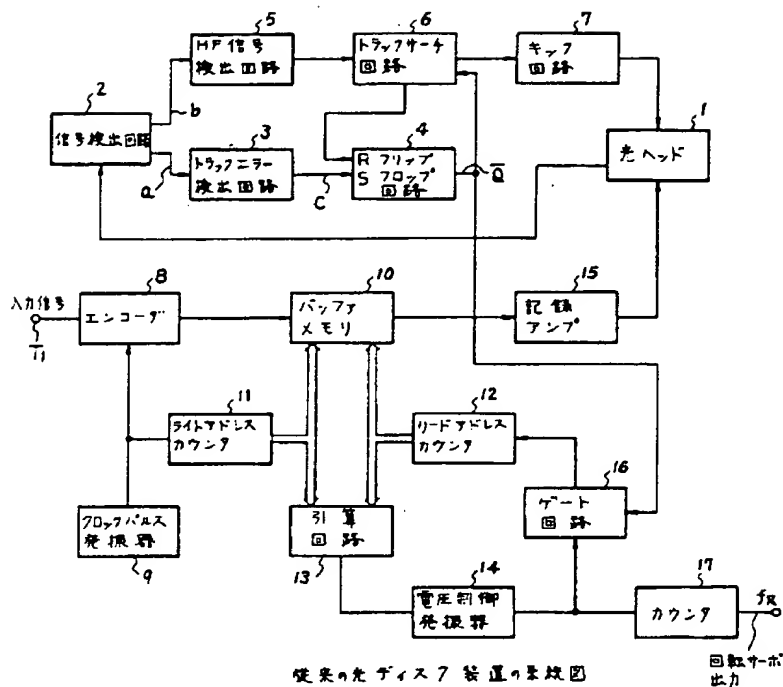 5
HF信号
検出回路
6
トラックサーチ
回路
7
キック
回路
2
信号検出回路
b
a
3
トラックエラー
検出回路
C
4
R フリップ
S フロップ
回路
Q̅
1
光ヘッド
入力信号
T1
8
エンコーダ
10
バッファ
メモリ
15
記録
アンプ
11
ライトアドレス
カウンタ
12
リードアドレス
カウンタ
16
ゲート
回路
クロックパルス
発振器
9
引算
回路
13
14
電圧制御
発振器
17
カウンタ
fR
回転サーボ
出力
従来の光ディスク装置の系統図